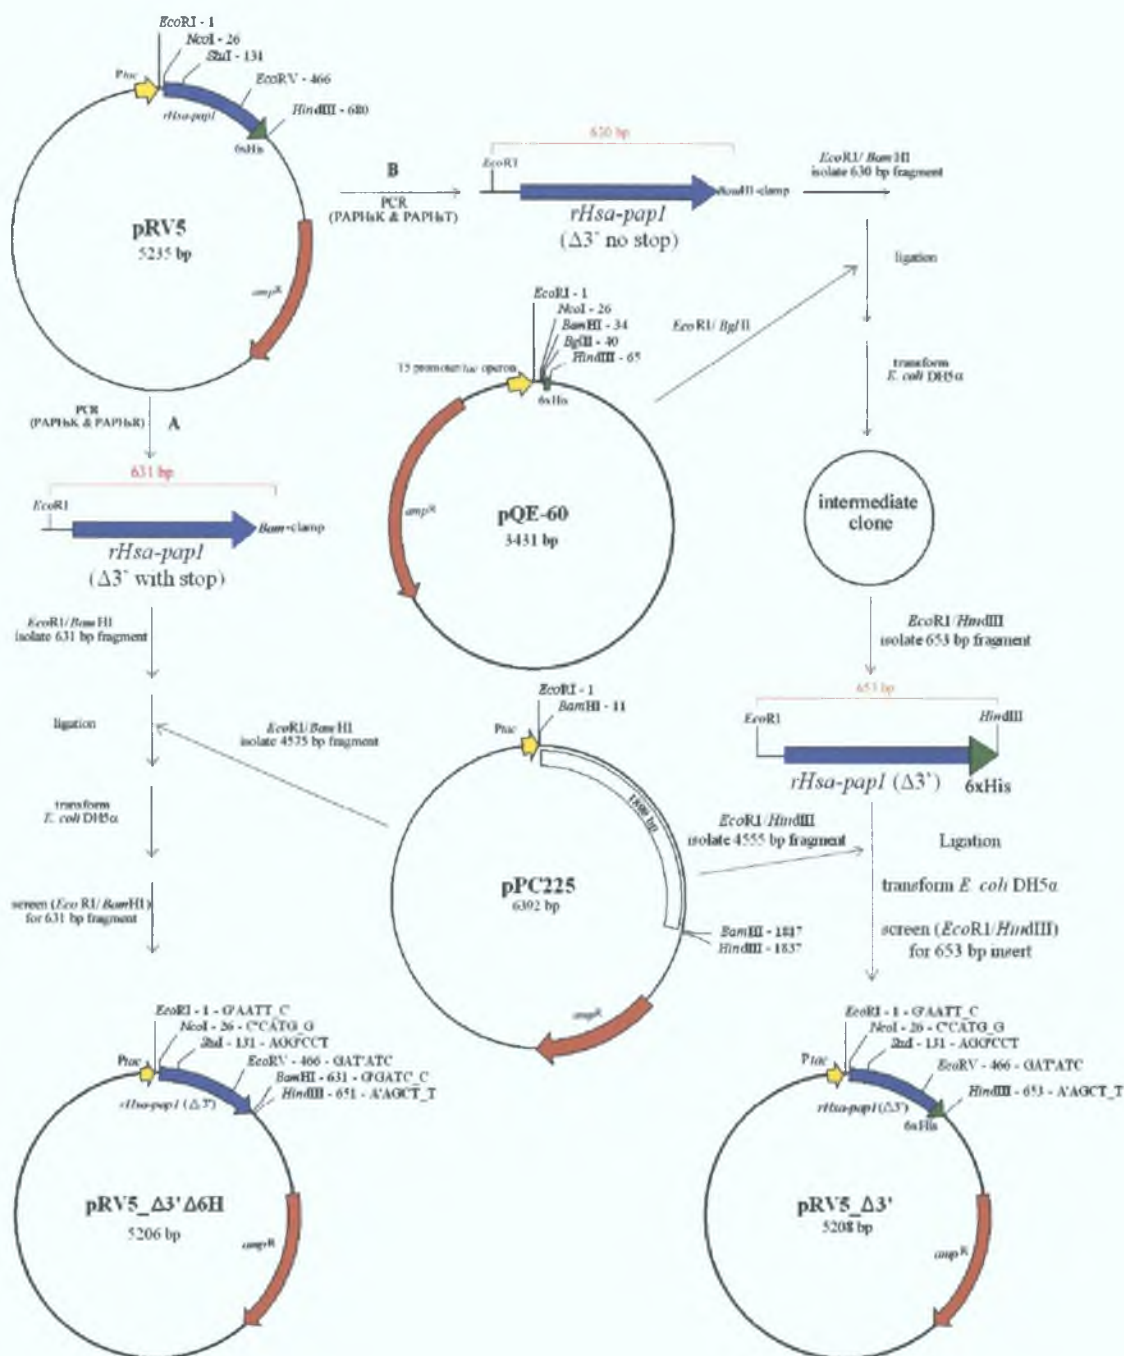 EcoRI - 1
NcoI - 26
StuI - 131
Ptac
EcoRV - 466
rHsa-pap1
HindIII - 680
6xHis
pRV5
5235 bp
ampR
B
PCR
(PAPHsK & PAPHsT)
630 bp
EcoRI
BamHI-clamp
rHsa-pap1
(Δ3' no stop)
EcoRI/BamHI
isolate 630 bp fragment
ligation
transform
E. coli DH5α
intermediate
clone
EcoRI - 1
NcoI - 26
BamHI - 34
BglII - 40
HindIII - 65
EcoRI/BglII
T5 promoter/lac operon
6xHis
ampR
pQE-60
3431 bp
PCR
(PAPHsK & PAPHsR)
A
631 bp
EcoRI
Bam-clamp
rHsa-pap1
(Δ3' with stop)
EcoRI/BamHI
isolate 631 bp fragment
ligation
transform
E. coli DH5α
screen (EcoRI/BamHI)
for 631 bp fragment
EcoRI/BamHI
isolate 4575 bp fragment
EcoRI - 1
BamHI - 11
Ptac
1899 bp
pPC225
6392 bp
BamHI - 1817
HindIII - 1837
ampR
EcoRI/HindIII
isolate 4555 bp fragment
EcoRI/HindIII
isolate 653 bp fragment
653 bp
EcoRI
HindIII
rHsa-pap1 (Δ3')
6xHis
Ligation
transform E. coli DH5α
screen (EcoRI/HindIII)
for 653 bp insert
EcoRI - 1 - G'AATT_C
NcoI - 26 - C'CATG_G
StuI - 131 - AGG'CCT
Ptac
EcoRV - 466 - GAT'ATC
BamHI - 631 - G'GATC_C
HindIII - 651 - A'AGCT_T
rHsa-pap1 (Δ3')
pRV5_Δ3'Δ6H
5206 bp
ampR
EcoRI - 1 - G'AATT_C
NcoI - 26 - C'CATG_G
StuI - 131 - AGG'CCT
Ptac
EcoRV - 466 - GAT'ATC
HindIII - 653 - A'AGCT_T
rHsa-pap1(Δ3')
6xHis
pRV5_Δ3'
5208 bp
ampR